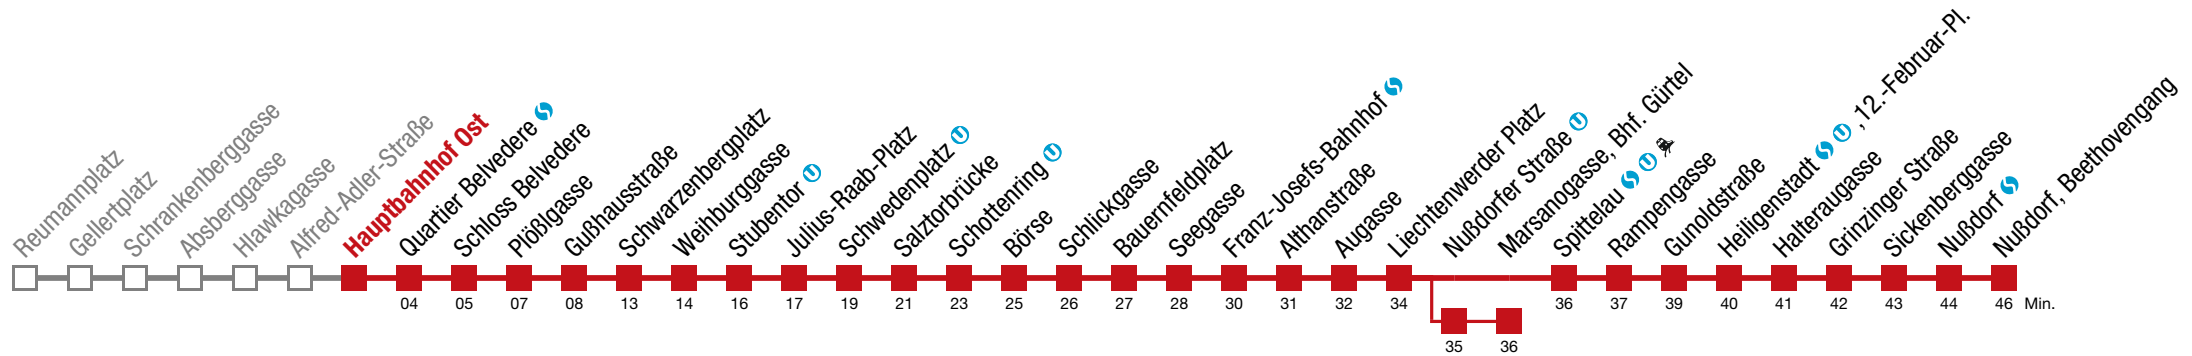 Reumannplatz
Gellertplatz
Schrankenberggasse
Absberggasse
Hlawkagasse
Alfred-Adler-Straße
Hauptbahnhof Ost
Quartier Belvedere S
Schloss Belvedere
Plößlgasse
Gußhausstraße
Schwarzenbergplatz
Weihburggasse
Stubentor U
Julius-Raab-Platz
Schwedenplatz U
Salztorbrücke
Schottenring U
Börse
Schlickgasse
Bauernfeldplatz
Seegasse
Franz-Josefs-Bahnhof S
Althanstraße
Augasse
Liechtenwerder Platz
Nußdorfer Straße U
Marsanogasse, Bhf. Gürtel
Spittelau S U
Rampengasse
Gunoldstraße
Heiligenstadt S U , 12.-Februar-Pl.
Halteraugasse
Grinzinger Straße
Sickenberggasse
Nußdorf S
Nußdorf, Beethovengang
04 05 07 08 13 14 16 17 19 21 23 25 26 27 28 30 31 32 34 36 37 39 40 41 42 43 44 46 Min.
35 36